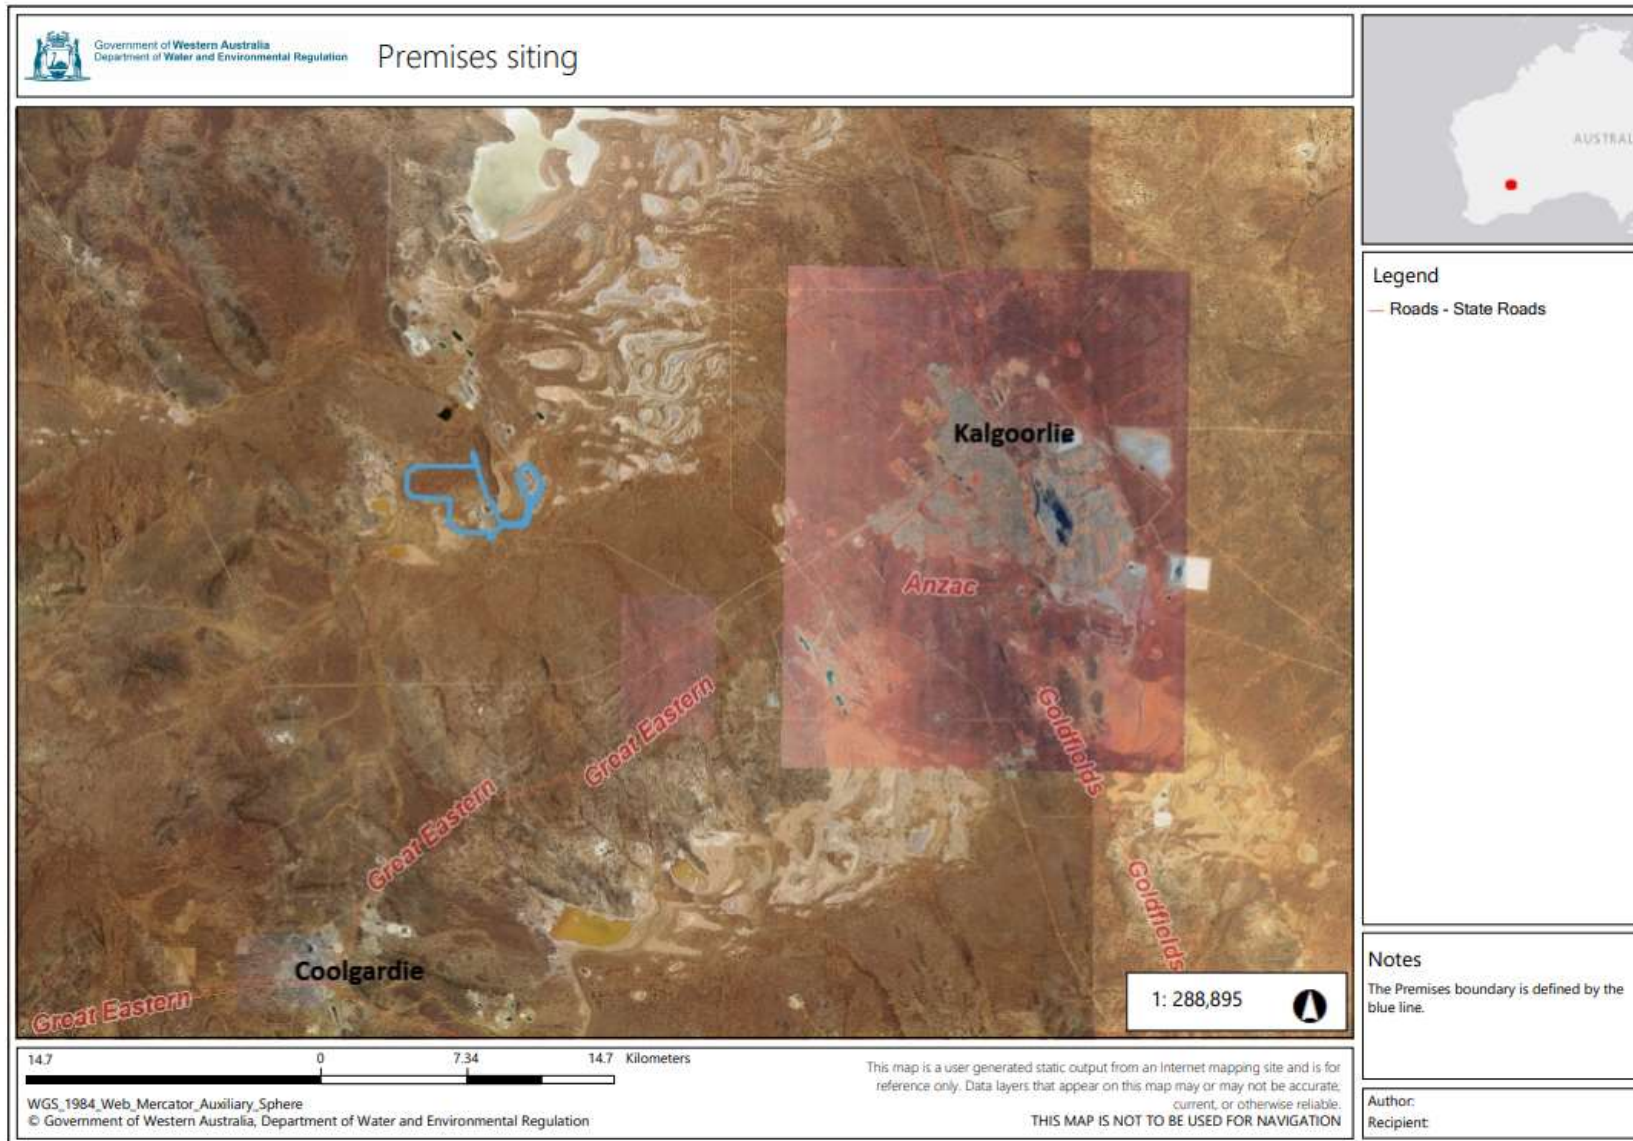 Government of Western Australia
Department of Water and Environmental Regulation
Premises siting
AUSTRAL
Legend
Roads - State Roads
Kalgoorlie
Anzac
Great Eastern
Goldfields
Great Eastern
Goldfields
Coolgardie
Great Eastern
1: 288,895
Notes
The Premises boundary is defined by the
blue line.
14.7 0 7.34 14.7 Kilometers
WGS_1984_Web_Mercator_Auxiliary_Sphere
© Government of Western Australia, Department of Water and Environmental Regulation
This map is a user generated static output from an Internet mapping site and is for
reference only. Data layers that appear on this map may or may not be accurate,
current, or otherwise reliable.
THIS MAP IS NOT TO BE USED FOR NAVIGATION
Author:
Recipient: